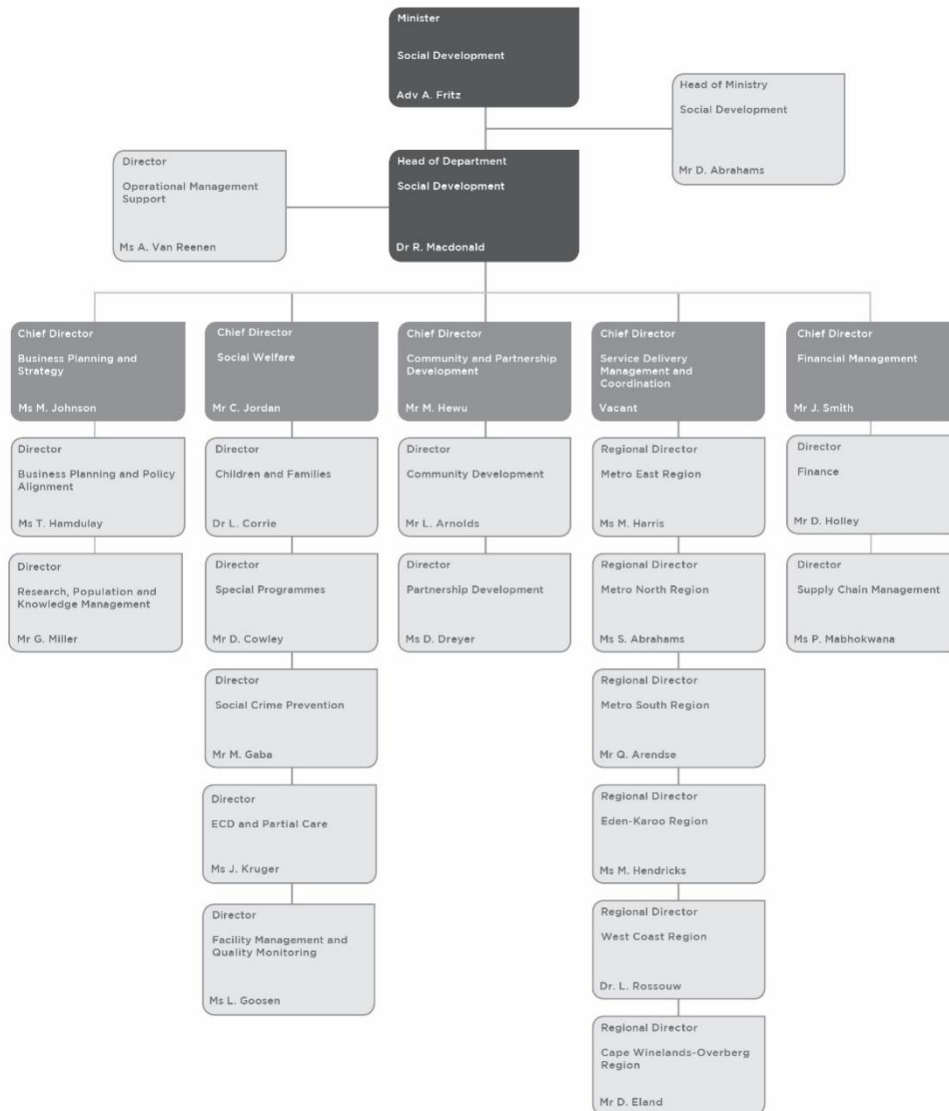 Minister
Social Development
Adv A. Fritz
Head of Ministry
Social Development
Mr D. Abrahams
Director
Operational Management
Support
Ms A. Van Reenen
Head of Department
Social Development
Dr R. Macdonald
Chief Director
Business Planning and
Strategy
Ms M. Johnson
Director
Business Planning and Policy
Alignment
Ms T. Hamdulay
Director
Research, Population and
Knowledge Management
Mr G. Miller
Chief Director
Social Welfare
Mr C. Jordan
Director
Children and Families
Dr L. Corrie
Director
Special Programmes
Mr D. Cowley
Director
Social Crime Prevention
Mr M. Gaba
Director
ECD and Partial Care
Ms J. Kruger
Director
Facility Management and
Quality Monitoring
Ms L. Goosen
Chief Director
Community and Partnership
Development
Mr M. Hewu
Director
Community Development
Mr L. Arnolds
Director
Partnership Development
Ms D. Dreyer
Chief Director
Service Delivery
Management and
Coordination
Vacant
Regional Director
Metro East Region
Ms M. Harris
Regional Director
Metro North Region
Ms S. Abrahams
Regional Director
Metro South Region
Mr Q. Arendse
Regional Director
Eden-Karoo Region
Ms M. Hendricks
Regional Director
West Coast Region
Dr. L. Rossouw
Regional Director
Cape Winelands-Overberg
Region
Mr D. Eland
Chief Director
Financial Management
Mr J. Smith
Director
Finance
Mr D. Holley
Director
Supply Chain Management
Ms P. Mabhokwana